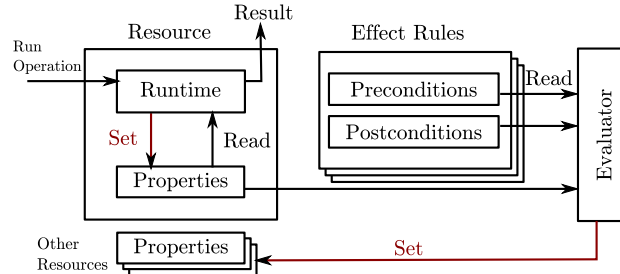 Result
Resource
Effect Rules
Run
Operation
Runtime
Preconditions
Read
Set
Read
Postconditions
Evaluator
Properties
Other
Resources
Properties
Set